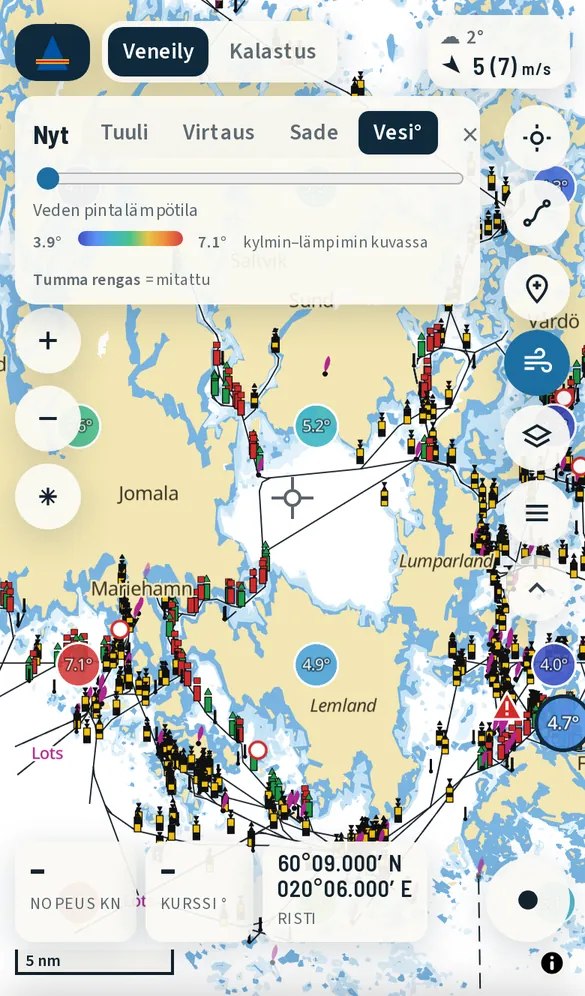 Veneily Kalastus
2°
5 (7) m/s
Nyt Tuuli Virtaus Sade Vesi° ×
Veden pintalämpötila
3.9° 7.1° kylmin–lämpimin kuvassa
Tumma rengas = mitattu
Saltvik
Sund
Vårdö
5.2°
Jomala
Lumparland
Mariehamn
7.1°
4.9°
4.0°
Lemland
4.7°
Lots
–
NOPEUS KN
–
KURSSI °
60°09.000′ N
020°06.000′ E
RISTI
5 nm